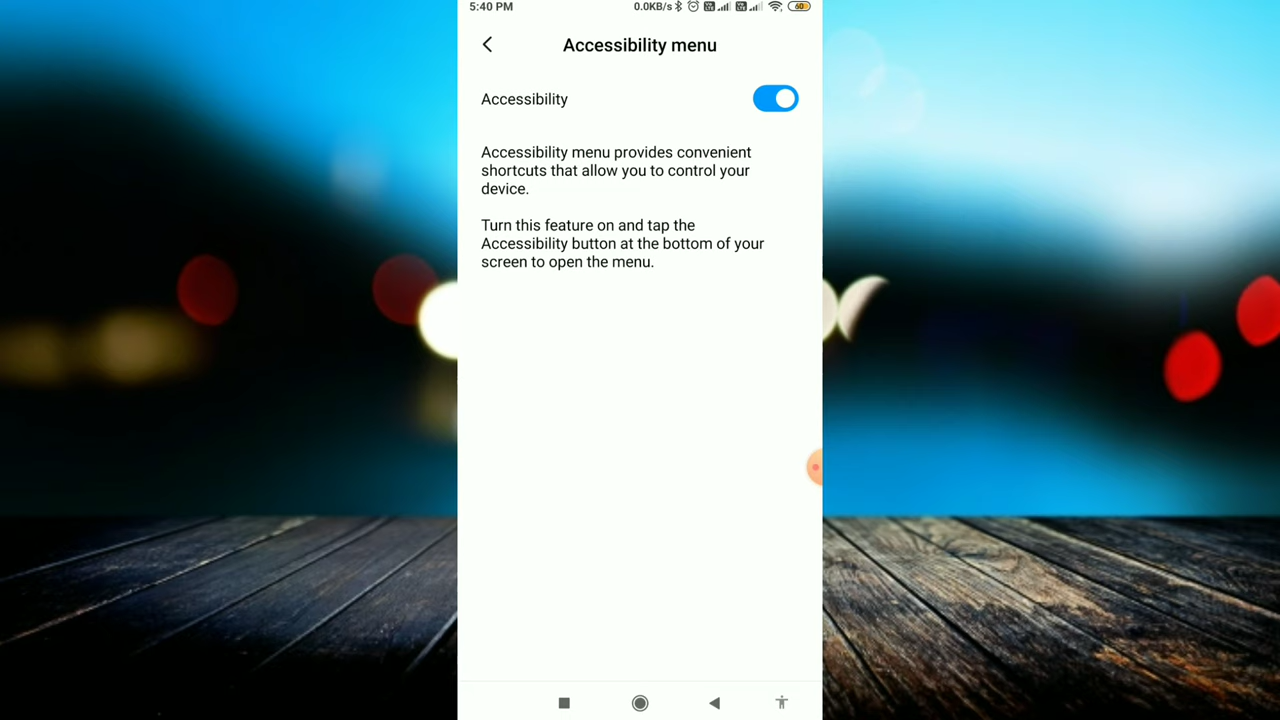 5:40 PM 0.0KB/s 60
Accessibility menu
Accessibility
Accessibility menu provides convenient
shortcuts that allow you to control your
device.
Turn this feature on and tap the
Accessibility button at the bottom of your
screen to open the menu.